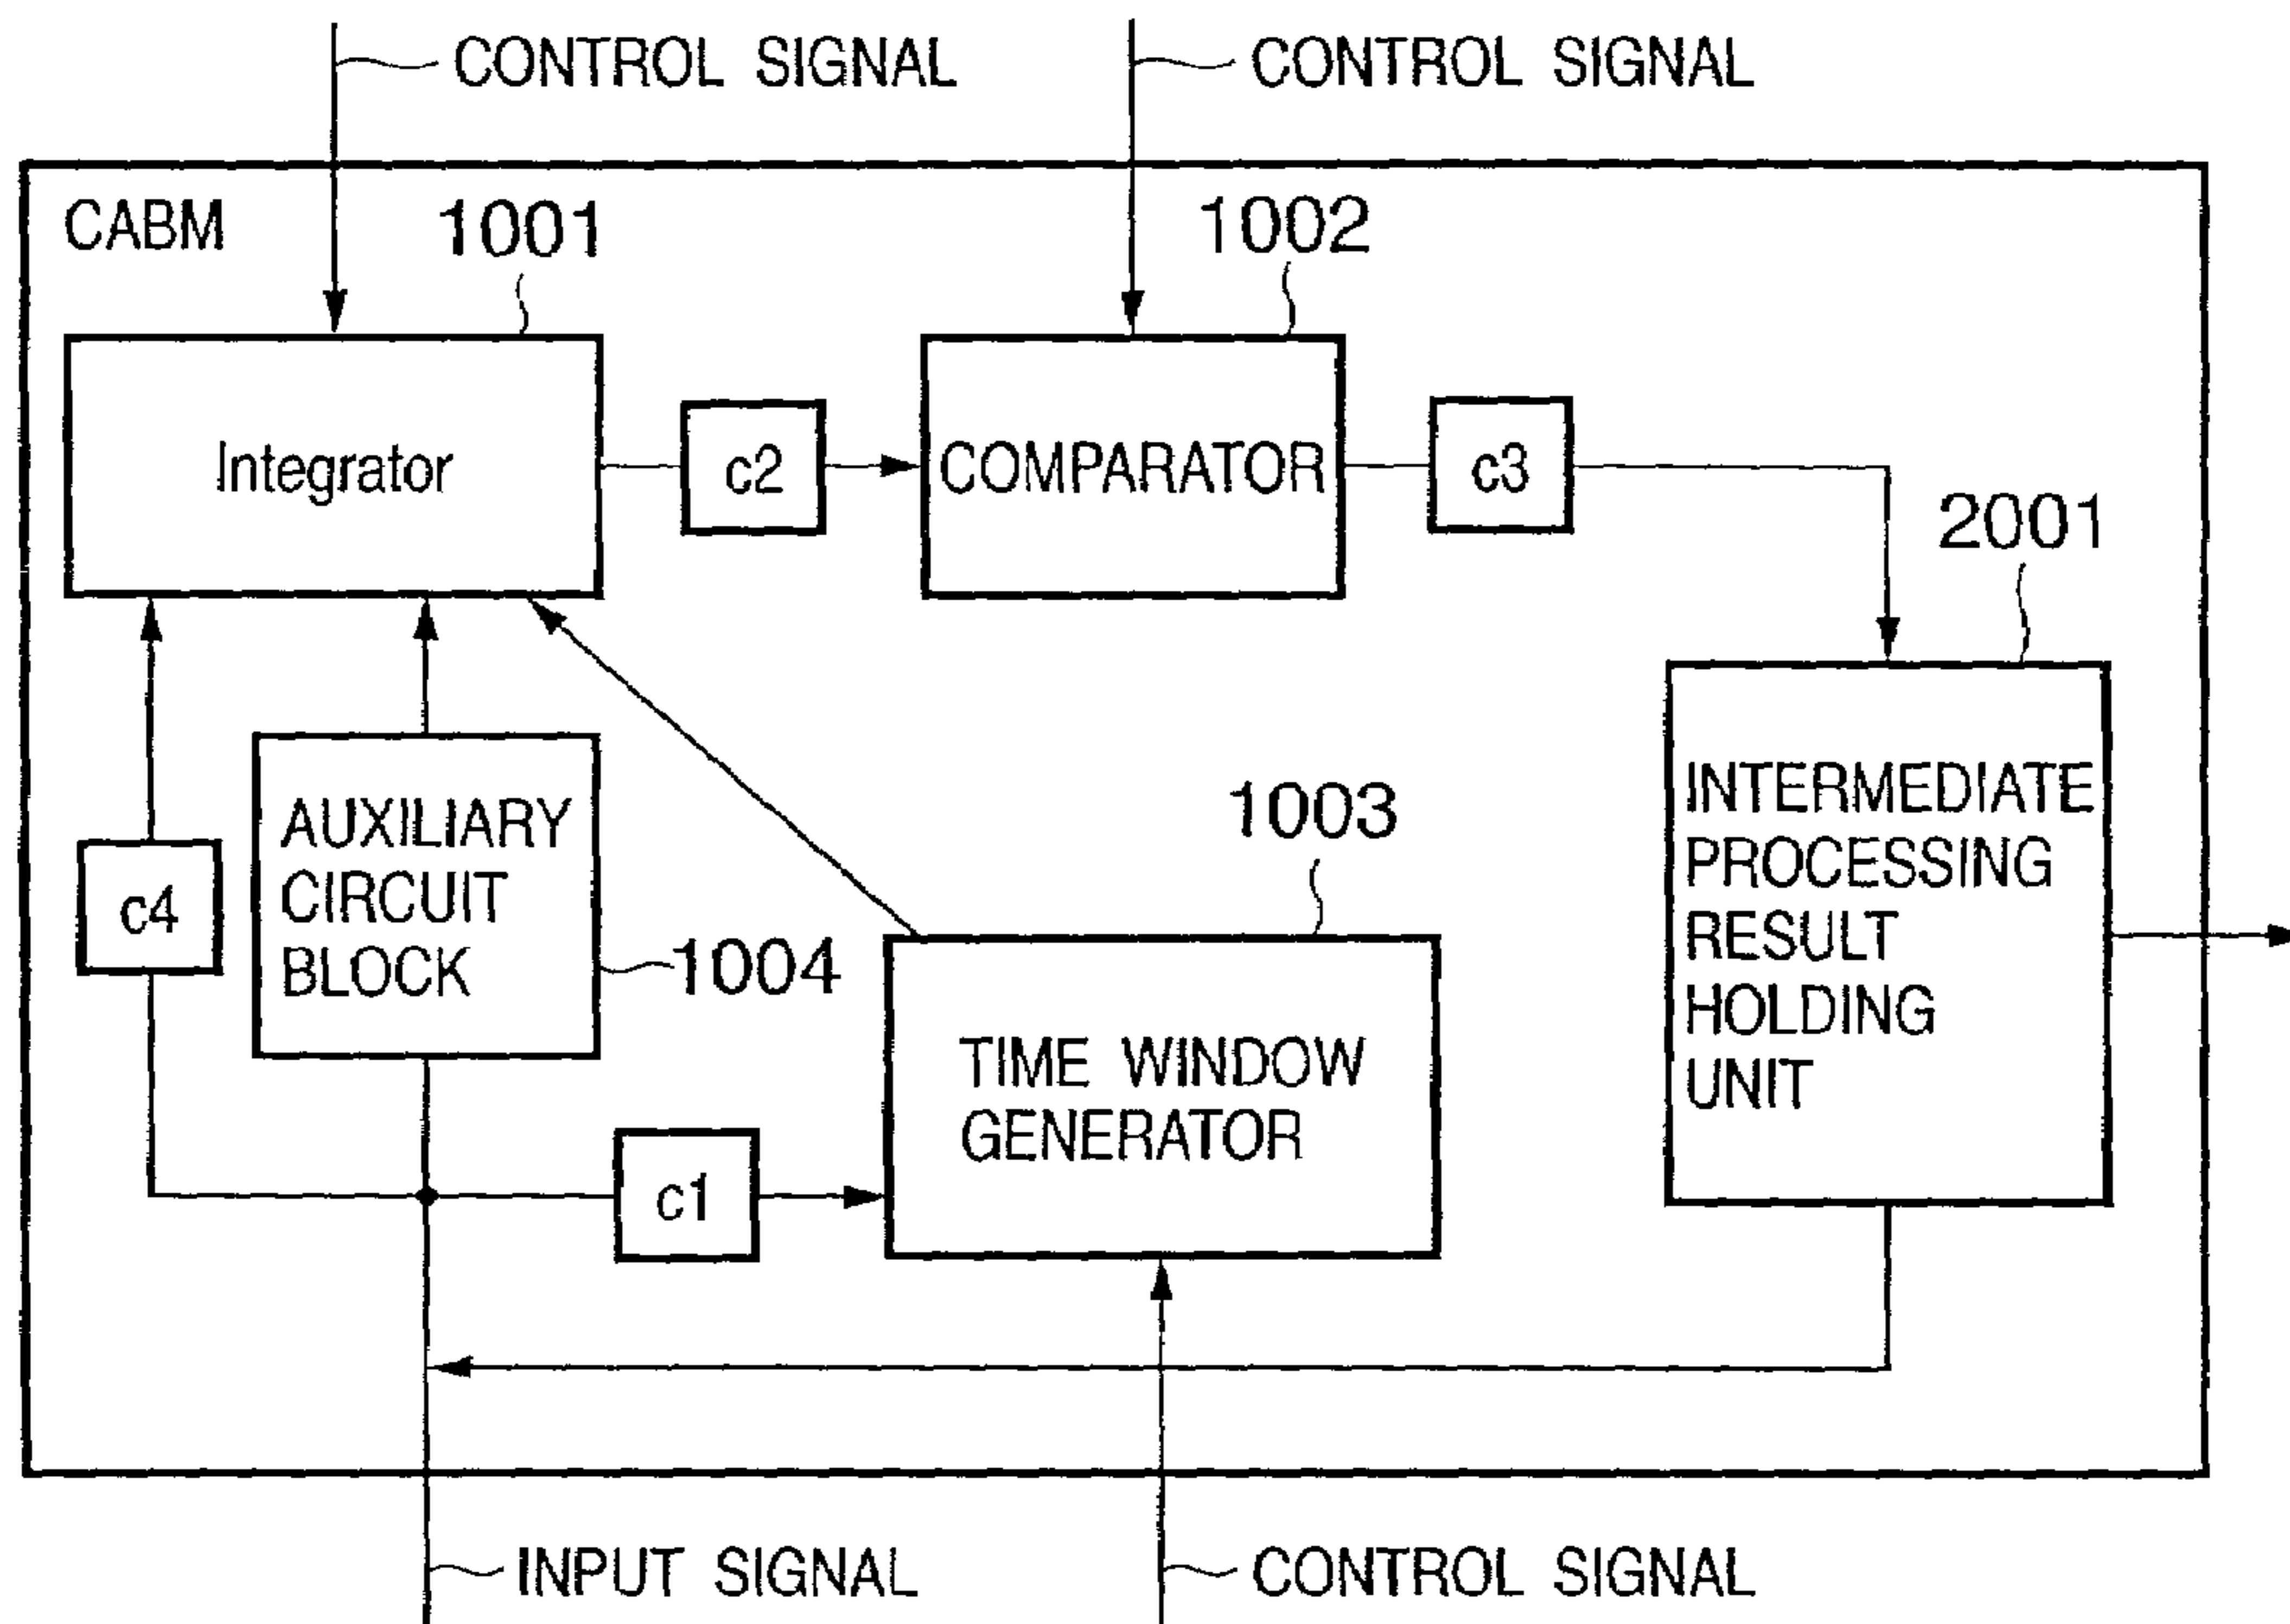 CONTROL SIGNAL
CONTROL SIGNAL
CABM
1001
1002
Integrator
c2
COMPARATOR
c3
2001
AUXILIARY
CIRCUIT
BLOCK
1004
c4
1003
INTERMEDIATE
PROCESSING
RESULT
HOLDING
UNIT
TIME WINDOW
GENERATOR
c1
INPUT SIGNAL
CONTROL SIGNAL